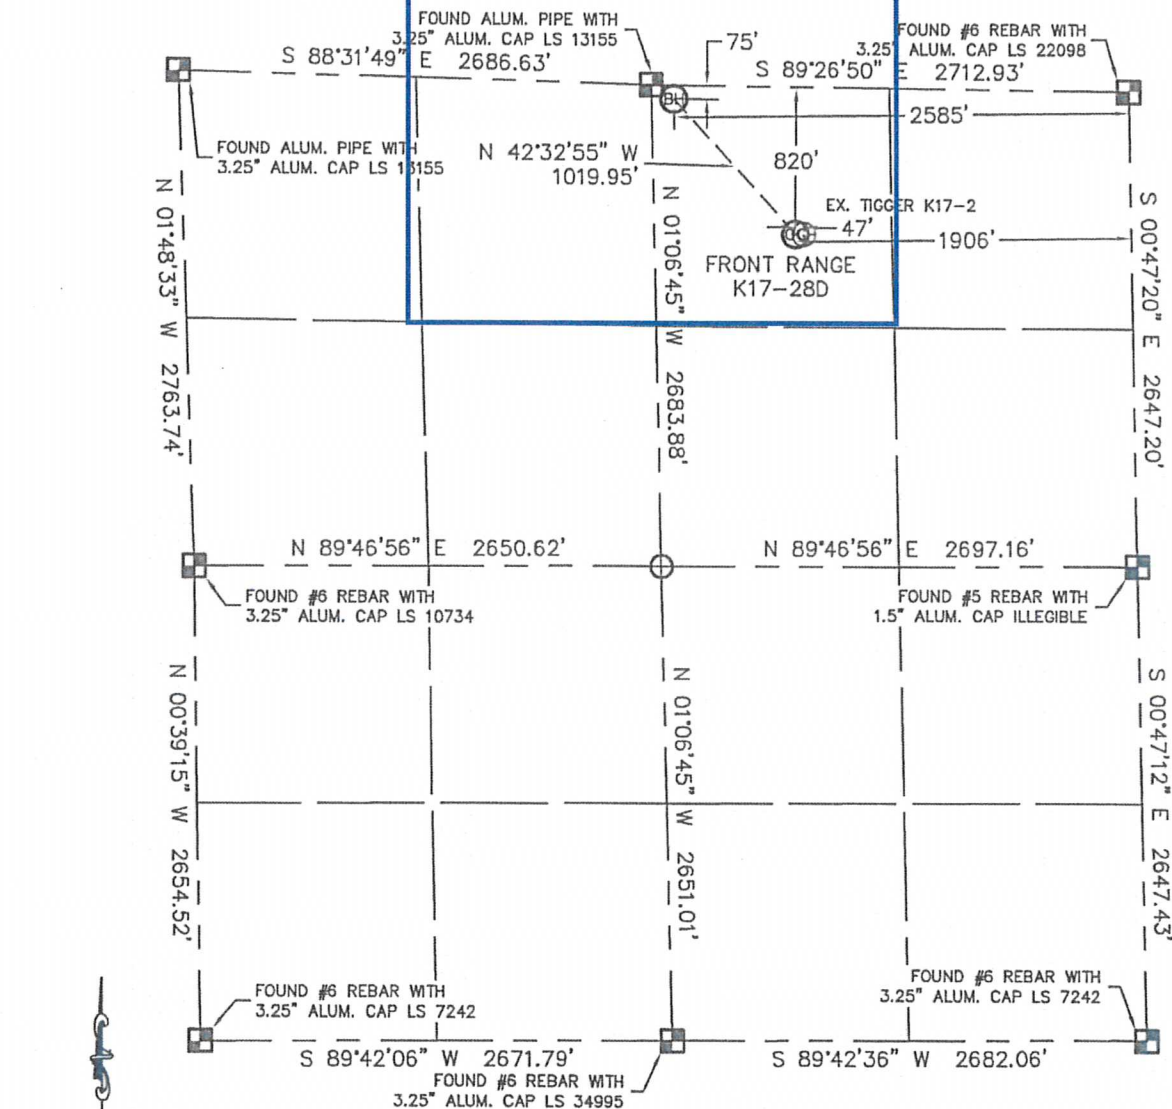 FOUND ALUM. PIPE WITH
3.25" ALUM. CAP LS 13155
75'
FOUND #6 REBAR WITH
3.25" ALUM. CAP LS 22098
S 88°31'49" E 2686.63'
S 89°26'50" E 2712.93'
BH
2585'
FOUND ALUM. PIPE WITH
3.25" ALUM. CAP LS 13155
N 42°32'55" W
1019.95'
820'
EX. TIGGER K17-2
47'
1906'
FRONT RANGE
K17-28D
N 01°48'33" W 2763.74'
N 01°06'45" W 2683.88'
S 00°47'20" E 2647.20'
N 89°46'56" E 2650.62'
N 89°46'56" E 2697.16'
FOUND #6 REBAR WITH
3.25" ALUM. CAP LS 10734
FOUND #5 REBAR WITH
1.5" ALUM. CAP ILLEGIBLE
N 00°39'15" W 2654.52'
N 01°06'45" W 2651.01'
S 00°47'12" E 2647.43'
FOUND #6 REBAR WITH
3.25" ALUM. CAP LS 7242
FOUND #6 REBAR WITH
3.25" ALUM. CAP LS 7242
S 89°42'06" W 2671.79'
S 89°42'36" W 2682.06'
FOUND #6 REBAR WITH
3.25" ALUM. CAP LS 34995